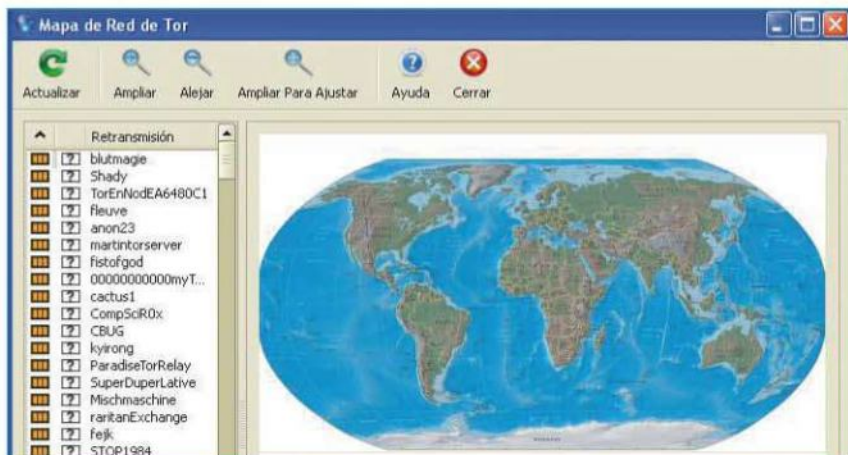 Mapa de Red de Tor
Actualizar Ampliar Alejar Ampliar Para Ajustar Ayuda Cerrar
Retransmisión
blutmagie
Shady
TorEnNodEA6480C1
fleuve
anon23
martintorserver
fistofgod
00000000000myT...
cactus1
CompSciR0x
CBUG
kyirong
ParadiseTorRelay
SuperDuperLative
Mischmaschine
raritanExchange
fejk
STOP1984